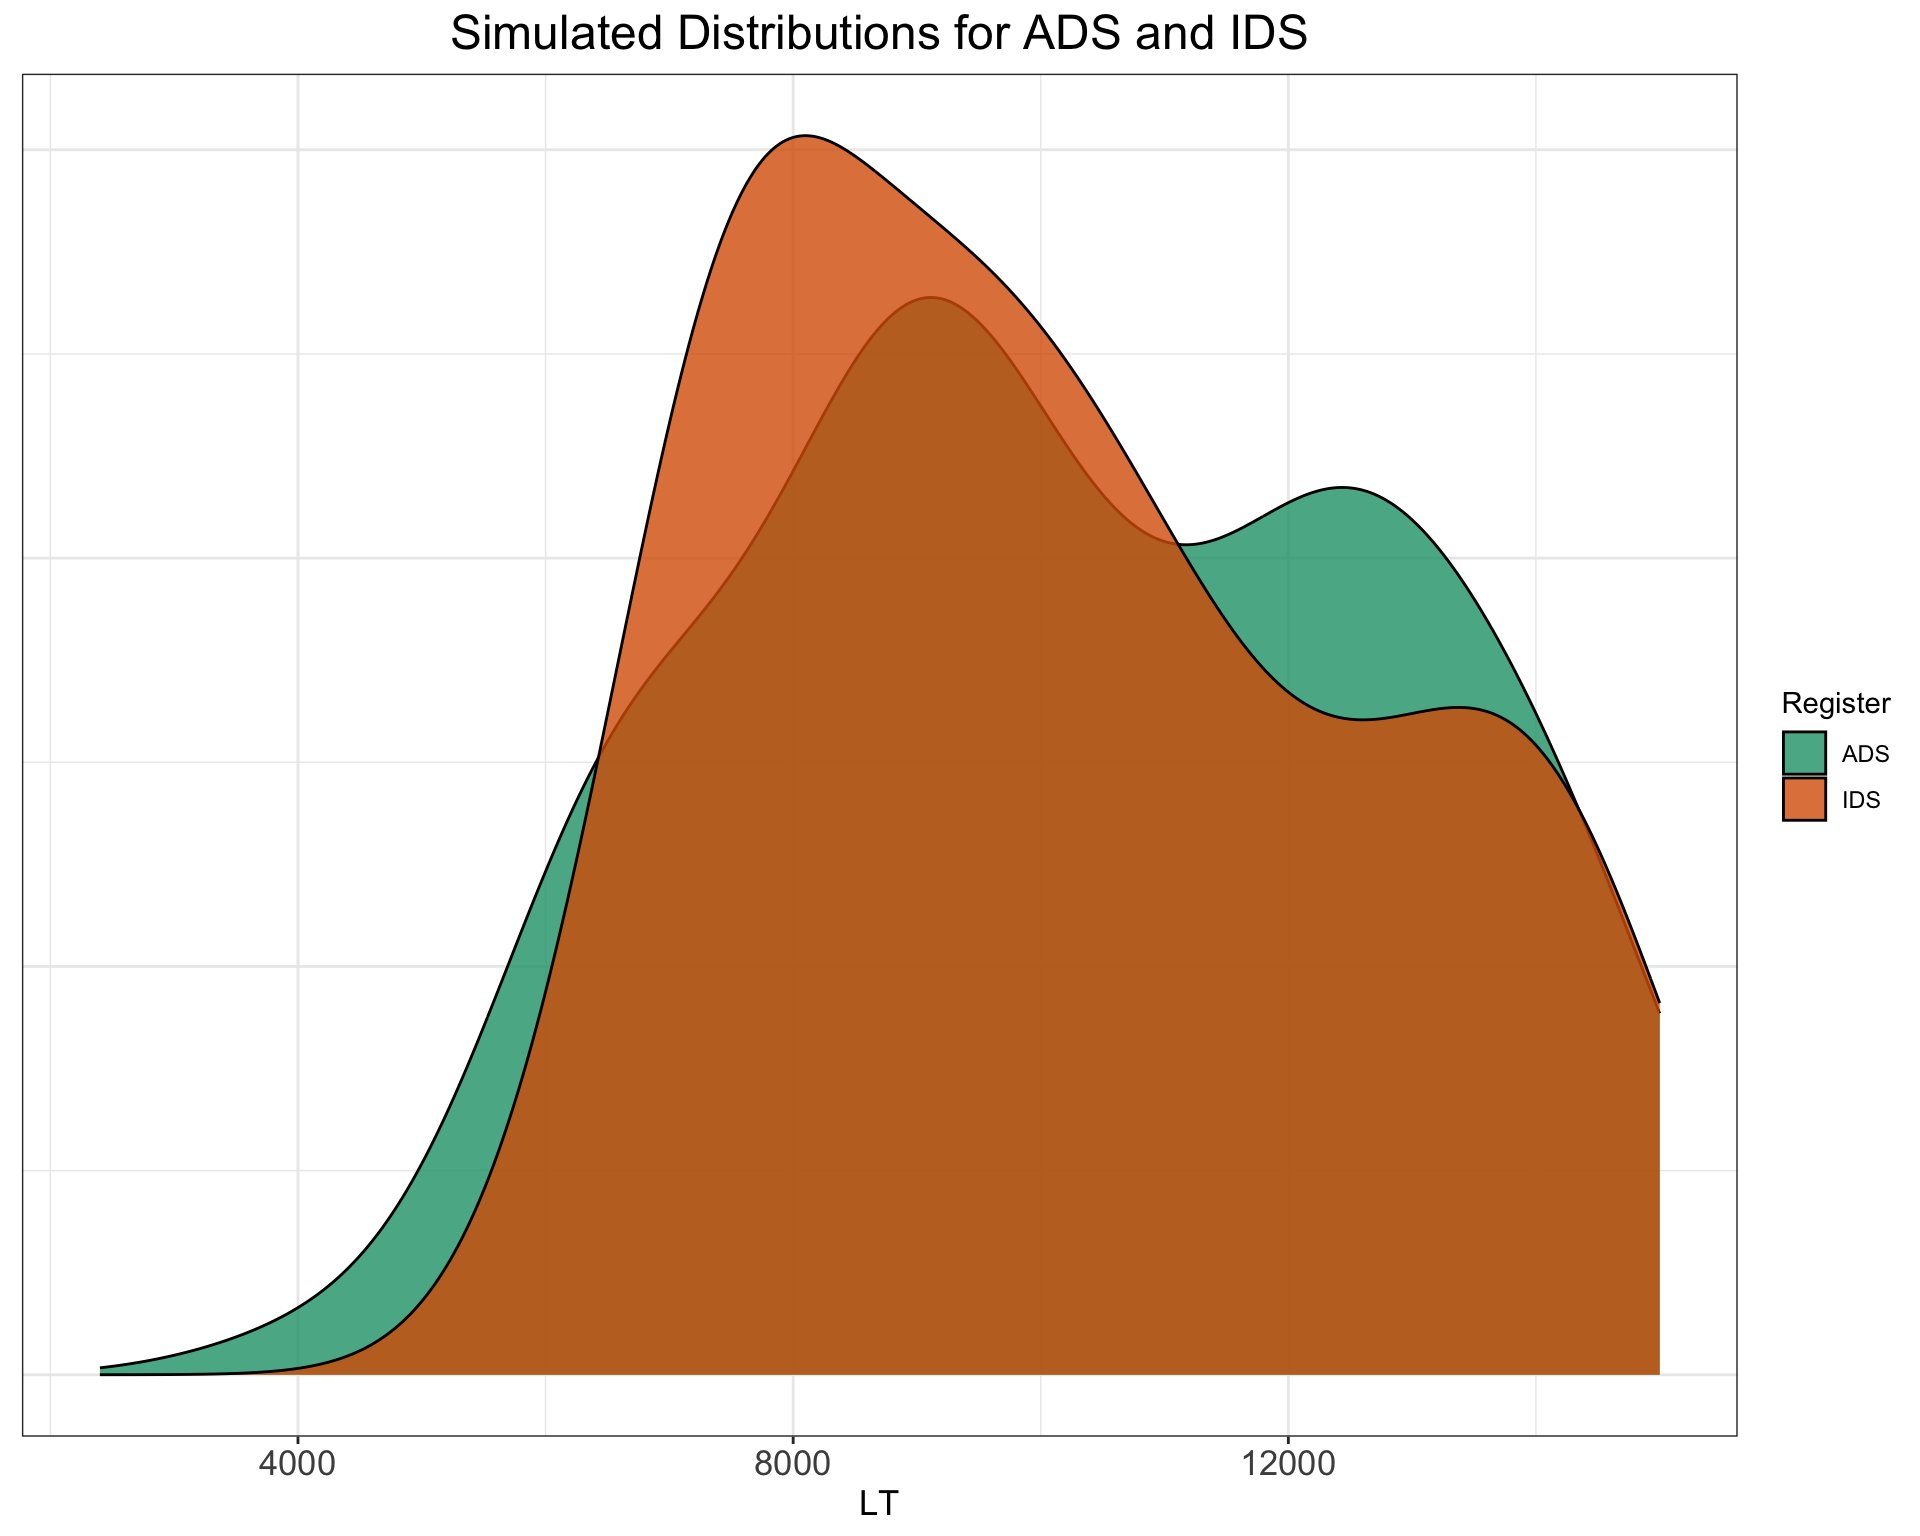 Simulated Distributions for ADS and IDS
Register
ADS
IDS
4000
8000
12000
LT